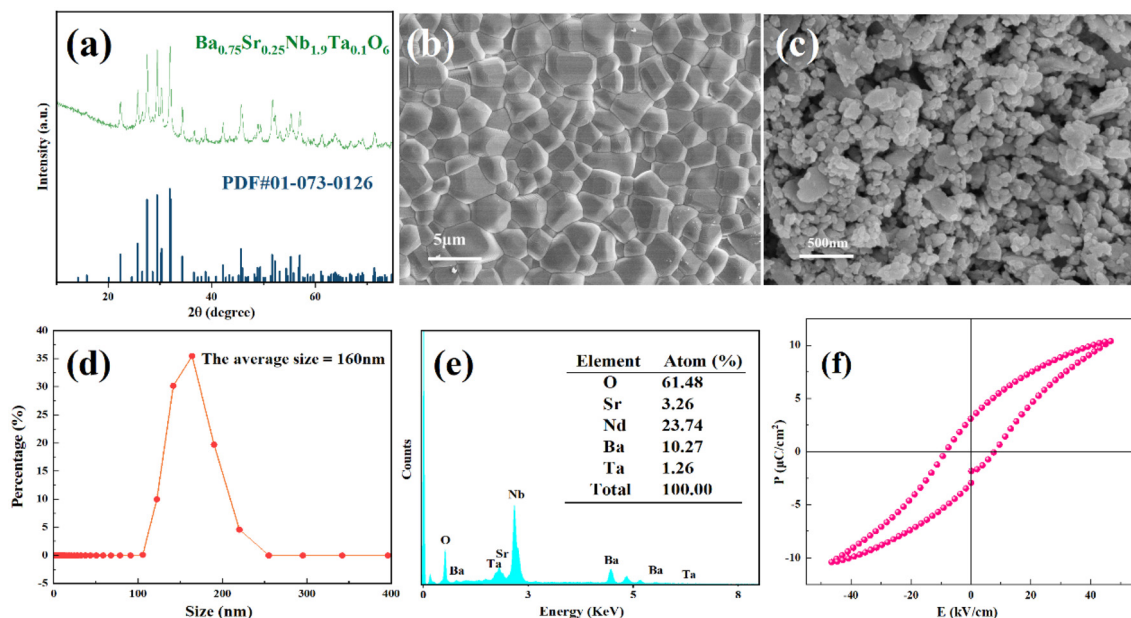 (a)
Ba0.75Sr0.25Nb1.9Ta0.1O6
PDF#01-073-0126
Intensity (a.u.)
20 40 60
2θ (degree)
(b)
5μm
(c)
500nm
(d)
The average size = 160nm
40
35
30
25
20
15
10
5
0
-5
Percentage (%)
0 100 200 300 400
Size (nm)
(e)
Element Atom (%)
O 61.48
Sr 3.26
Nd 23.74
Ba 10.27
Ta 1.26
Total 100.00
Counts
Nb
O
Ba
Ta
Sr
Ba
Ba
Ta
0 3 6 8
Energy (KeV)
(f)
10
5
0
-5
-10
P (μC/cm2)
-40 -20 0 20 40
E (kV/cm)